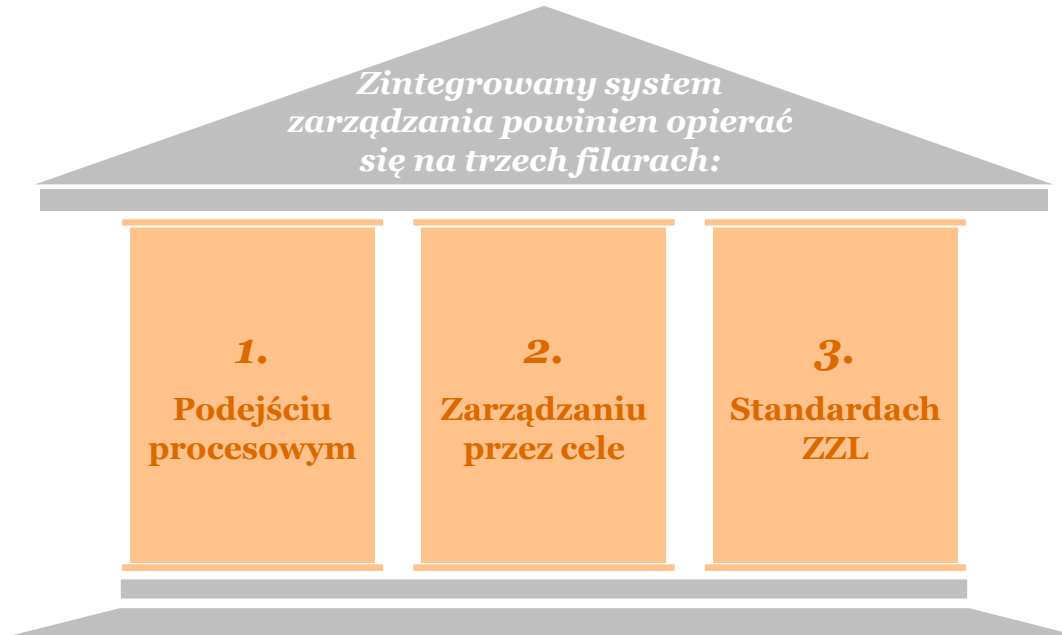 Zintegrowany system
zarządzania powinien opierać
się na trzech filarach:
1.
Podejściu
procesowym
2.
Zarządzaniu
przez cele
3.
Standardach
ZZL